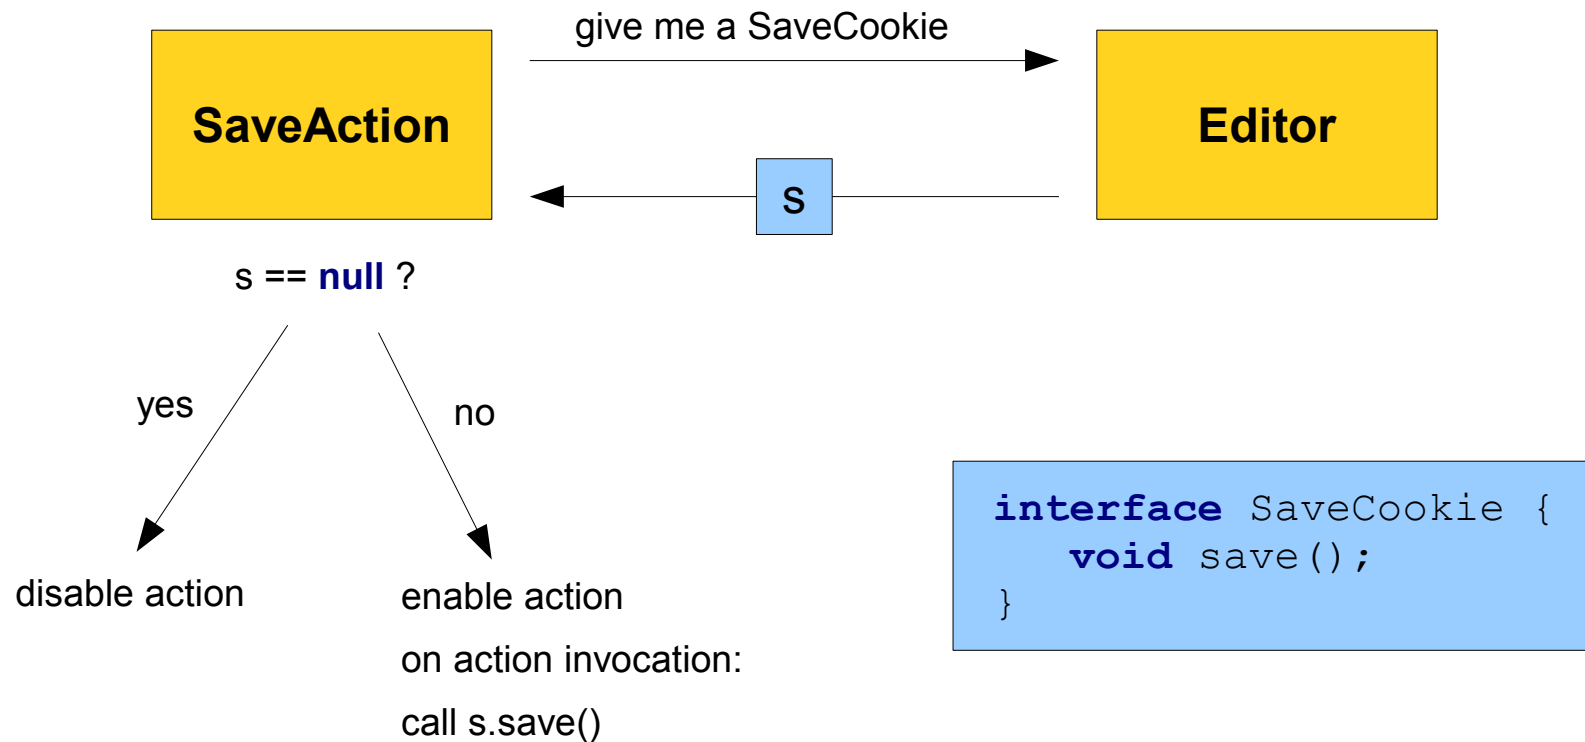 give me a SaveCookie
SaveAction
Editor
s
s == null ?
yes
no
disable action
enable action
on action invocation:
call s.save()
interface SaveCookie {
void save();
}